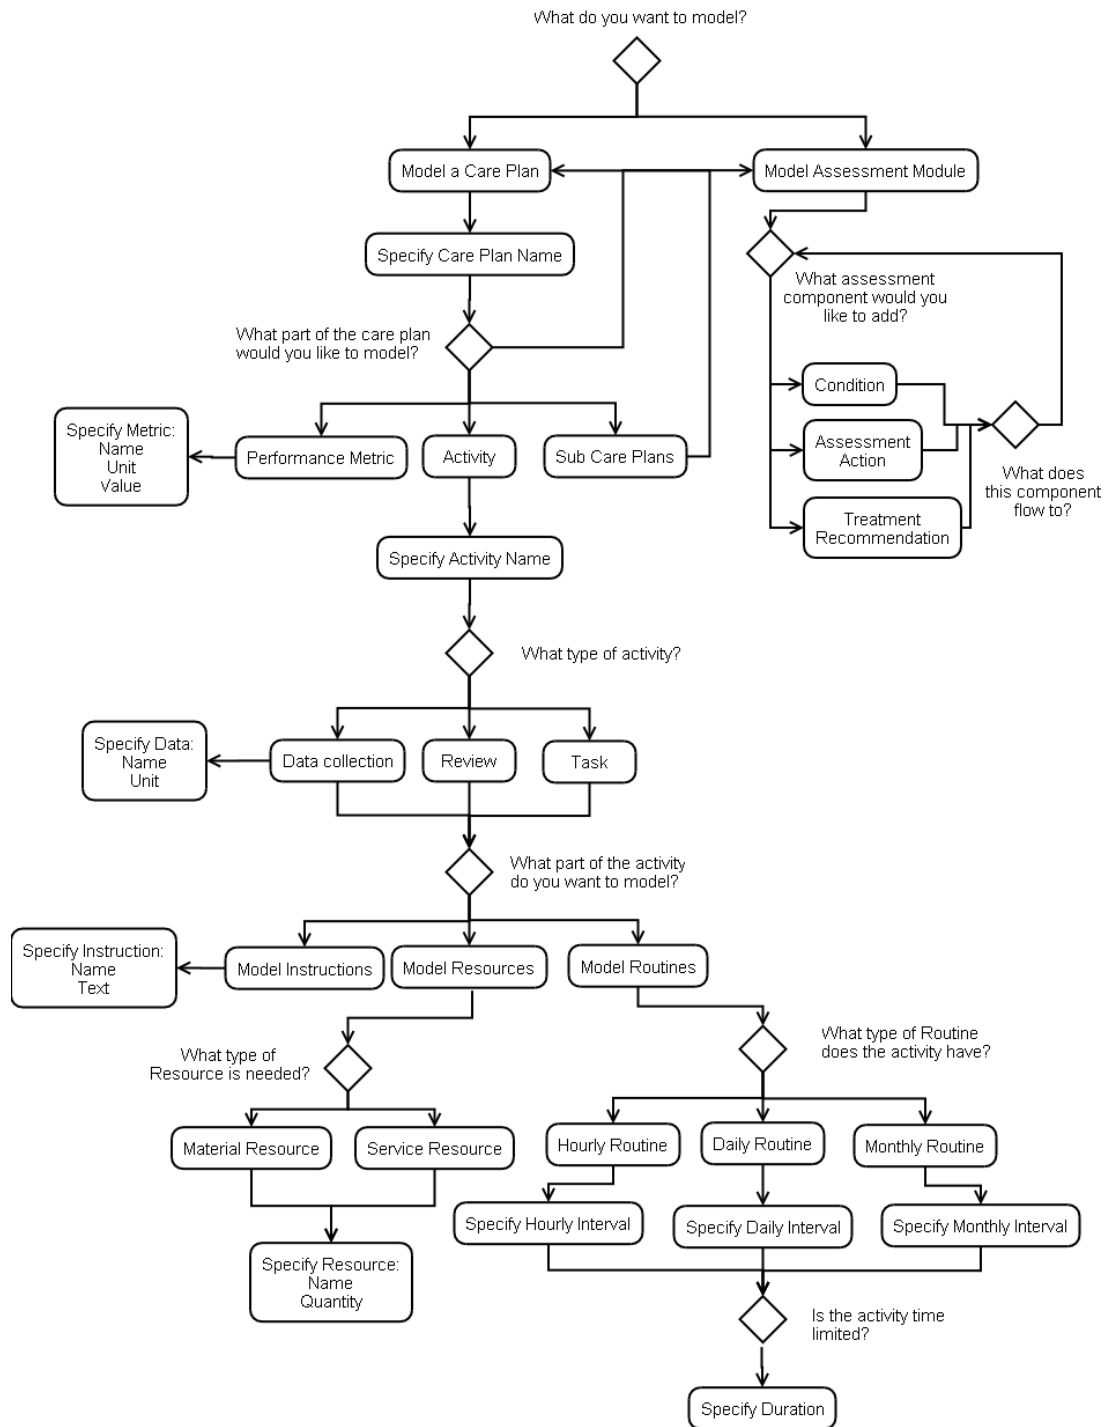 What do you want to model?
Model a Care Plan
Model Assessment Module
Specify Care Plan Name
What assessment
component would you
like to add?
What part of the care plan
would you like to model?
Condition
Specify Metric:
Name
Unit
Value
Performance Metric
Activity
Sub Care Plans
Assessment
Action
What does
this component
flow to?
Treatment
Recommendation
Specify Activity Name
What type of activity?
Specify Data:
Name
Unit
Data collection
Review
Task
What part of the activity
do you want to model?
Specify Instruction:
Name
Text
Model Instructions
Model Resources
Model Routines
What type of
Resource is needed?
What type of Routine
does the activity have?
Material Resource
Service Resource
Hourly Routine
Daily Routine
Monthly Routine
Specify Hourly Interval
Specify Daily Interval
Specify Monthly Interval
Specify Resource:
Name
Quantity
Is the activity time
limited?
Specify Duration